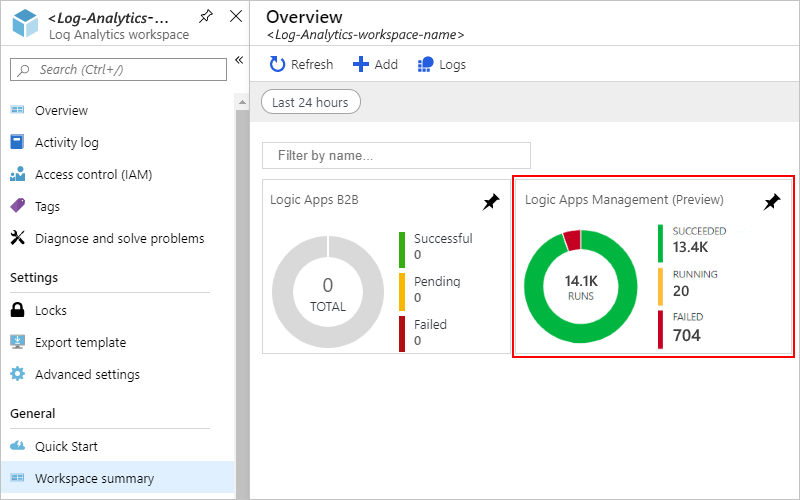 <Log-Analytics-...
Log Analytics workspace
«
Search (Ctrl+/)
Overview
Activity log
Access control (IAM)
Tags
Diagnose and solve problems
Settings
Locks
Export template
Advanced settings
General
Quick Start
Workspace summary
Overview
<Log-Analytics-workspace-name>
Refresh
Add
Logs
Last 24 hours
Filter by name...
Logic Apps B2B
0
TOTAL
Successful
0
Pending
0
Failed
0
Logic Apps Management (Preview)
14.1K
RUNS
SUCCEEDED
13.4K
RUNNING
20
FAILED
704